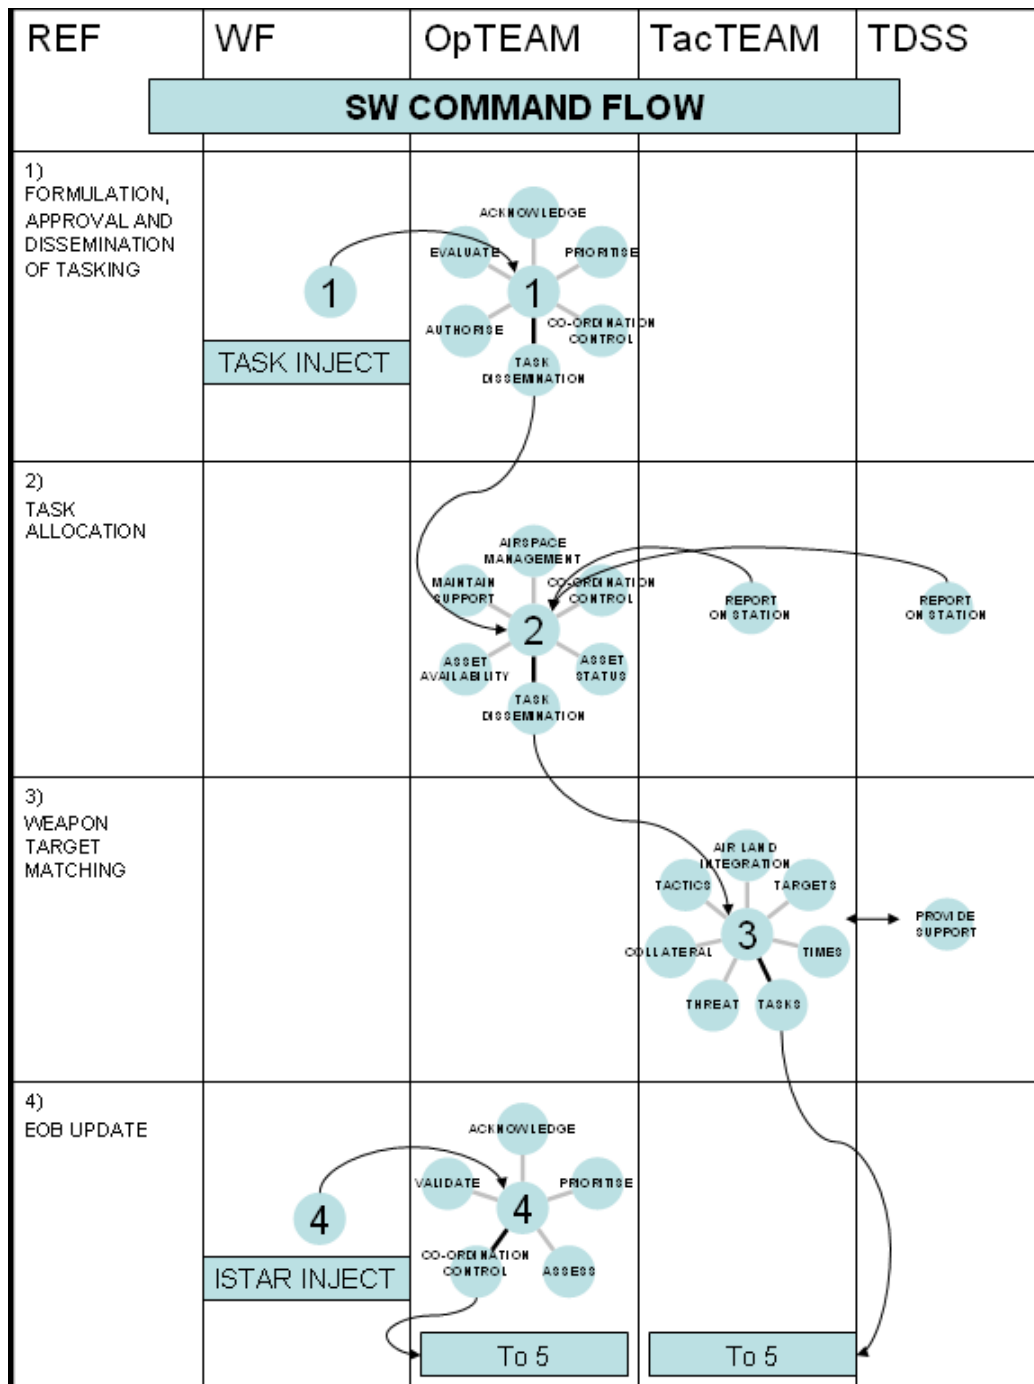 REF
WF
OpTEAM
TacTEAM
TDSS
SW COMMAND FLOW
1)
FORMULATION,
APPROVAL AND
DISSEMINATION
OF TASKING
1
TASK INJECT
ACKNOWLEDGE
EVALUATE
PRIORITISE
1
AUTHORISE
CO-ORDINATION
CONTROL
TASK
DISSEMINATION
2)
TASK
ALLOCATION
AIRSPACE
MANAGEMENT
MAINTAIN
SUPPORT
CO-ORDINATION
CONTROL
2
ASSET
AVAILABILITY
ASSET
STATUS
TASK
DISSEMINATION
REPORT
ON STATION
REPORT
ON STATION
3)
WEAPON
TARGET
MATCHING
AIR LAND
INTEGRATION
TACTICS
TARGETS
3
COLLATERAL
TIMES
THREAT
TASKS
PROVIDE
SUPPORT
4)
EOB UPDATE
4
ISTAR INJECT
ACKNOWLEDGE
VALIDATE
PRIORITISE
4
CO-ORDINATION
CONTROL
ASSESS
To 5
To 5